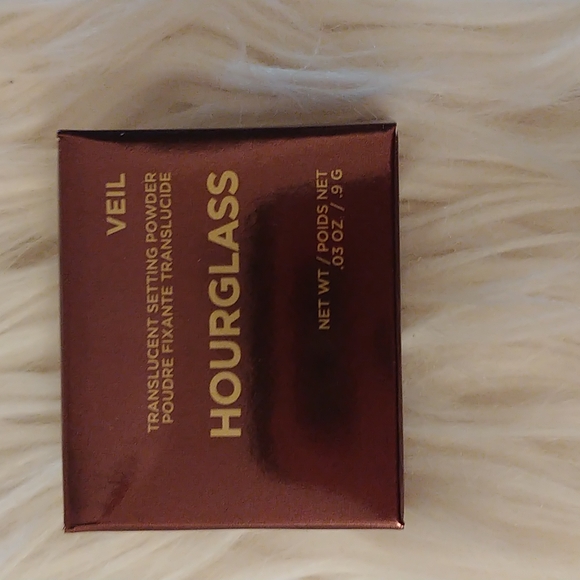 VEIL
TRANSLUCENT SETTING POWDER
POUDRE FIXANTE TRANSLUCIDE
HOURGLASS
NET WT / POIDS NET
.03 OZ / .9 G